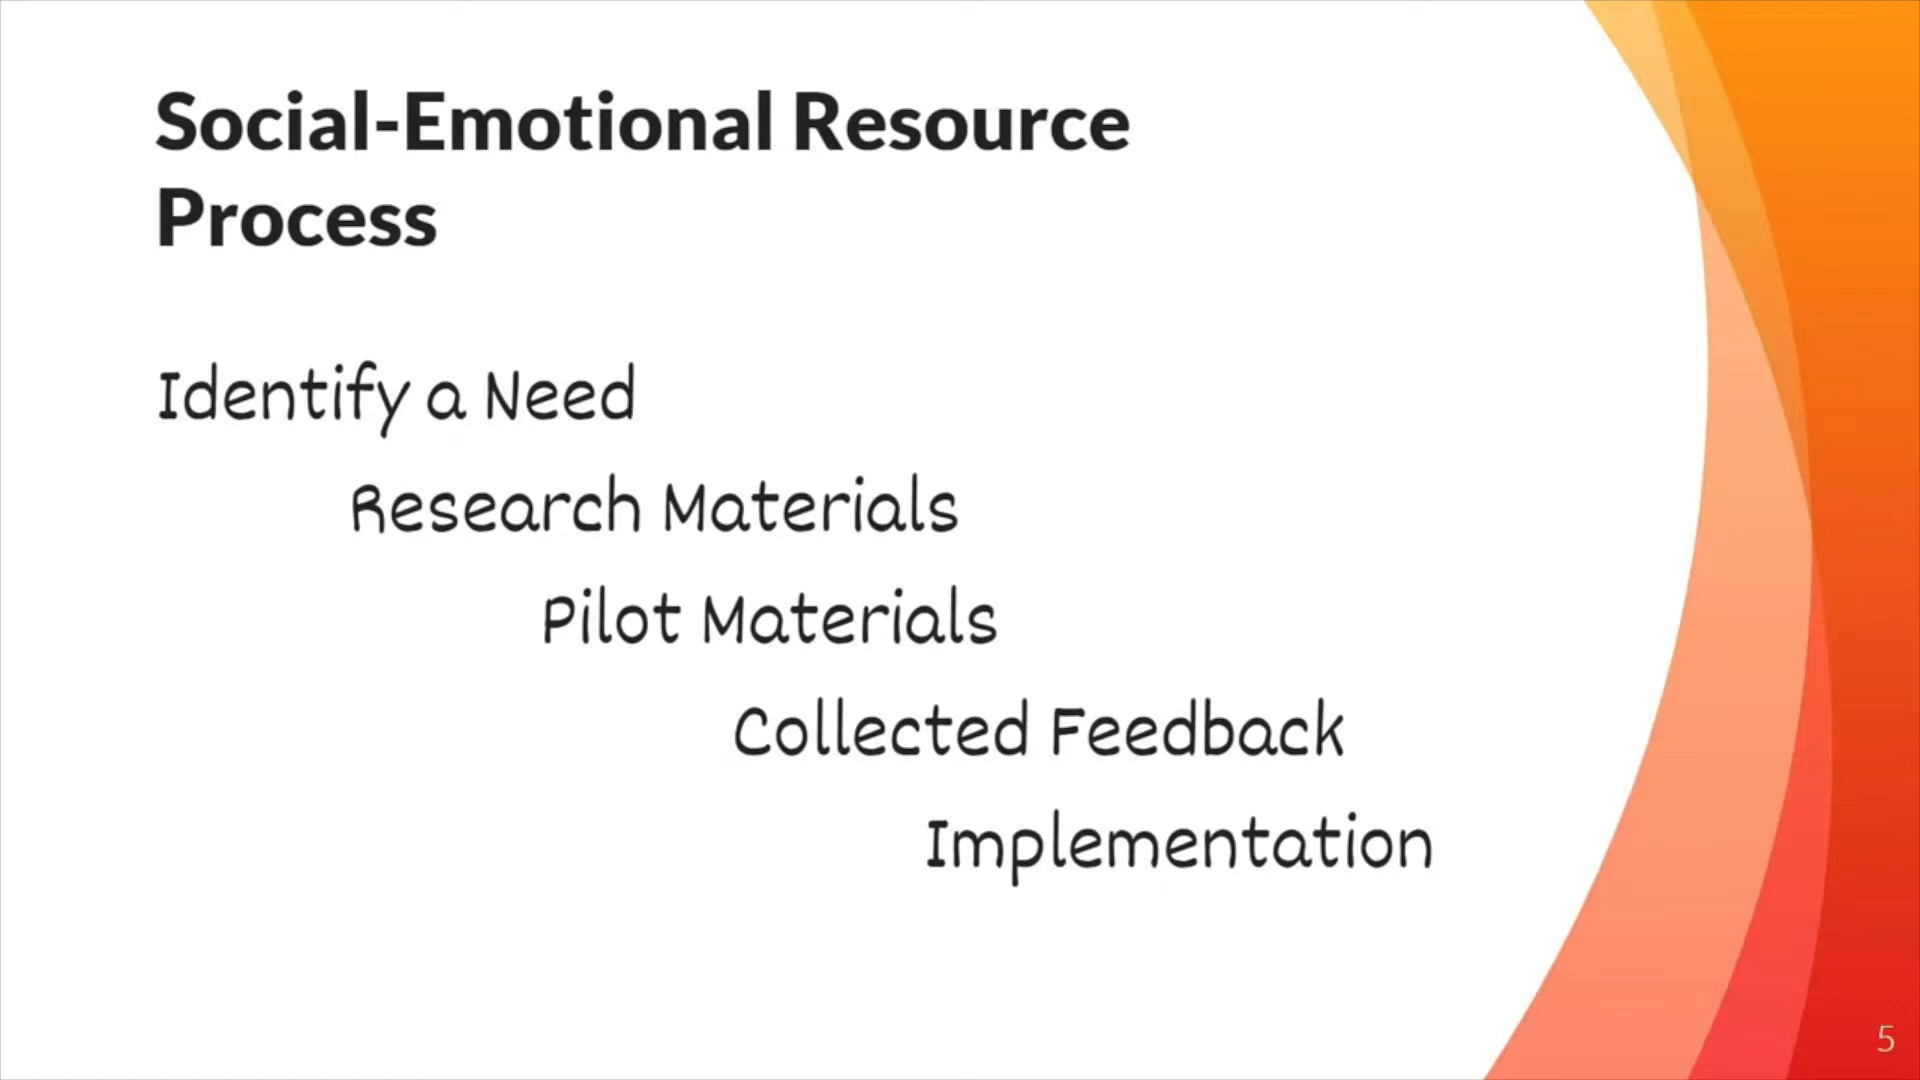 Social-Emotional Resource
Process
Identify a Need
Research Materials
Pilot Materials
Collected Feedback
Implementation
5